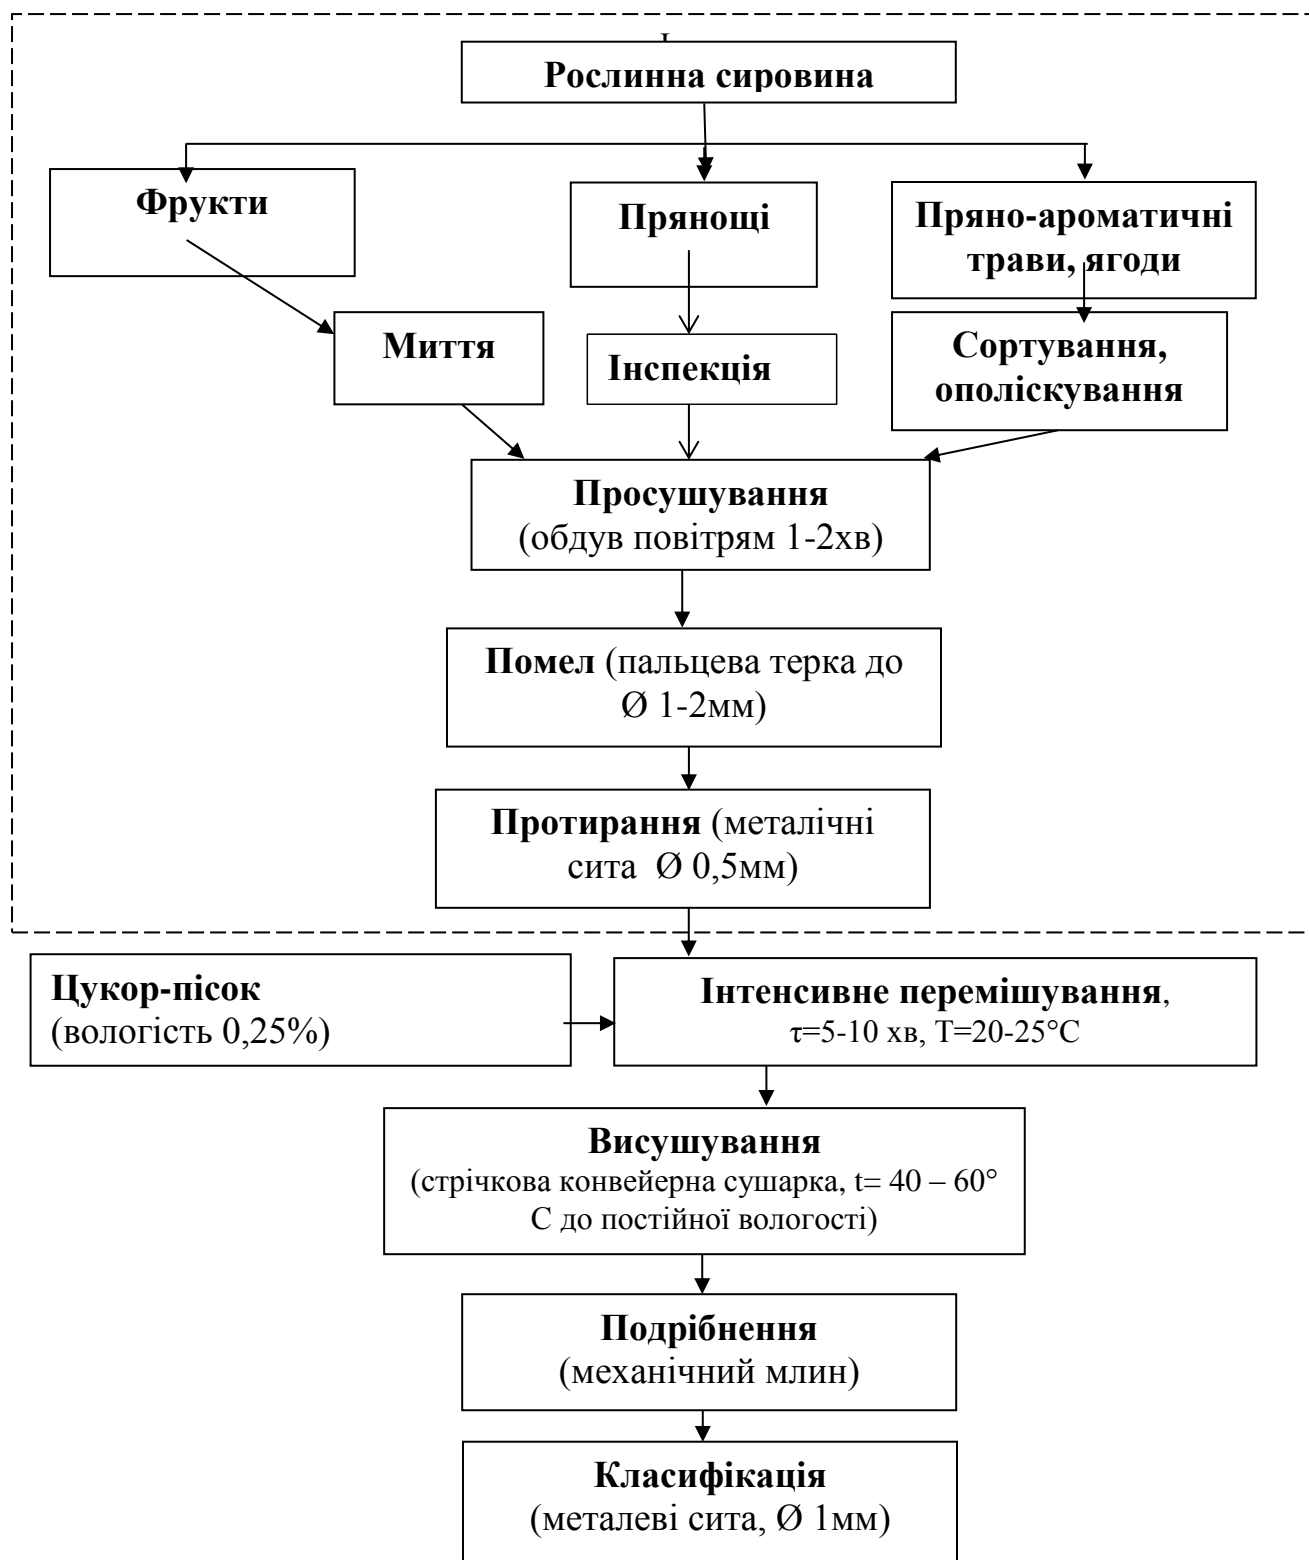 Рослинна сировина
Фрукти
Прянощі
Пряно-ароматичні
трави, ягоди
Миття
Інспекція
Сортування,
ополіскування
Просушування
(обдув повітрям 1-2хв)
Помел (пальцева терка до
Ø 1-2мм)
Протирання (металічні
сита Ø 0,5мм)
Цукор-пісок
(вологість 0,25%)
Інтенсивне перемішування,
τ=5-10 хв, Т=20-25°С
Висушування
(стрічкова конвейерна сушарка, t= 40 – 60°
С до постійної вологості)
Подрібнення
(механічний млин)
Класифікація
(металеві сита, Ø 1мм)